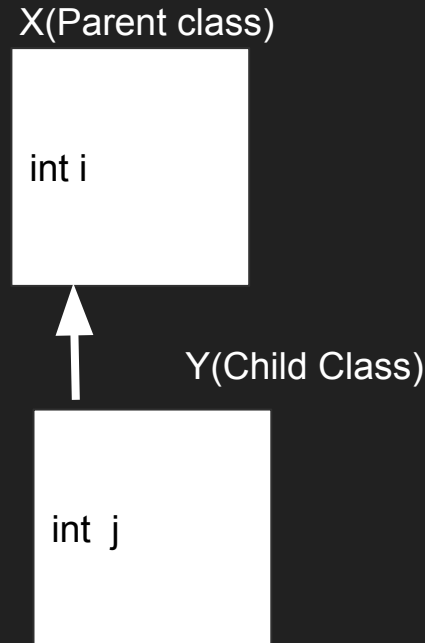 X(Parent class)
int i
Y(Child Class)
int  j